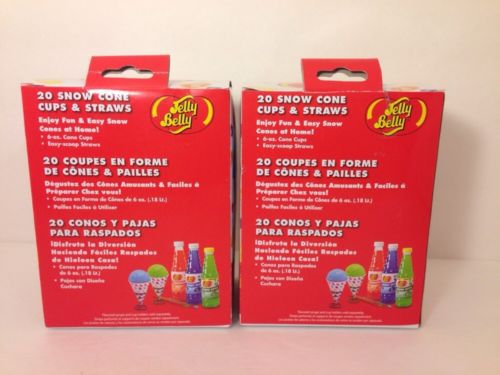 20 SNOW CONE
CUPS & STRAWS
Enjoy Fun & Easy Snow
Cones at Home!
• 6-oz. Cone Cups
• Easy-scoop Straws
Jelly
Belly
20 COUPES EN FORME
DE CÔNES & PAILLES
Dégustez des Cônes Amusants & Faciles à
Préparer Chez vous!
• Coupes en Forme de Cônes de 6 oz. (.18 Lt.)
• Pailles Faciles à Utiliser
20 CONOS Y PAJAS
PARA RASPADOS
¡Disfruta la Diversión
Haciendo Fáciles Raspados
de Hieloen Casa!
• Conos para Raspados
de 6 oz. (.18 Lt.)
• Pajas con Diseño
Cuchara
20 SNOW CONE
CUPS & STRAWS
Enjoy Fun & Easy Snow
Cones at Home!
• 6-oz. Cone Cups
• Easy-scoop Straws
Jelly
Belly
20 COUPES EN FORME
DE CÔNES & PAILLES
Dégustez des Cônes Amusants & Faciles à
Préparer Chez vous!
• Coupes en Forme de Cônes de 6 oz. (.18 Lt.)
• Pailles Faciles à Utiliser
20 CONOS Y PAJAS
PARA RASPADOS
¡Disfruta la Diversión
Haciendo Fáciles Raspados
de Hieloen Casa!
• Conos para Raspados
de 6 oz. (.18 Lt.)
• Pajas con Diseño
Cuchara